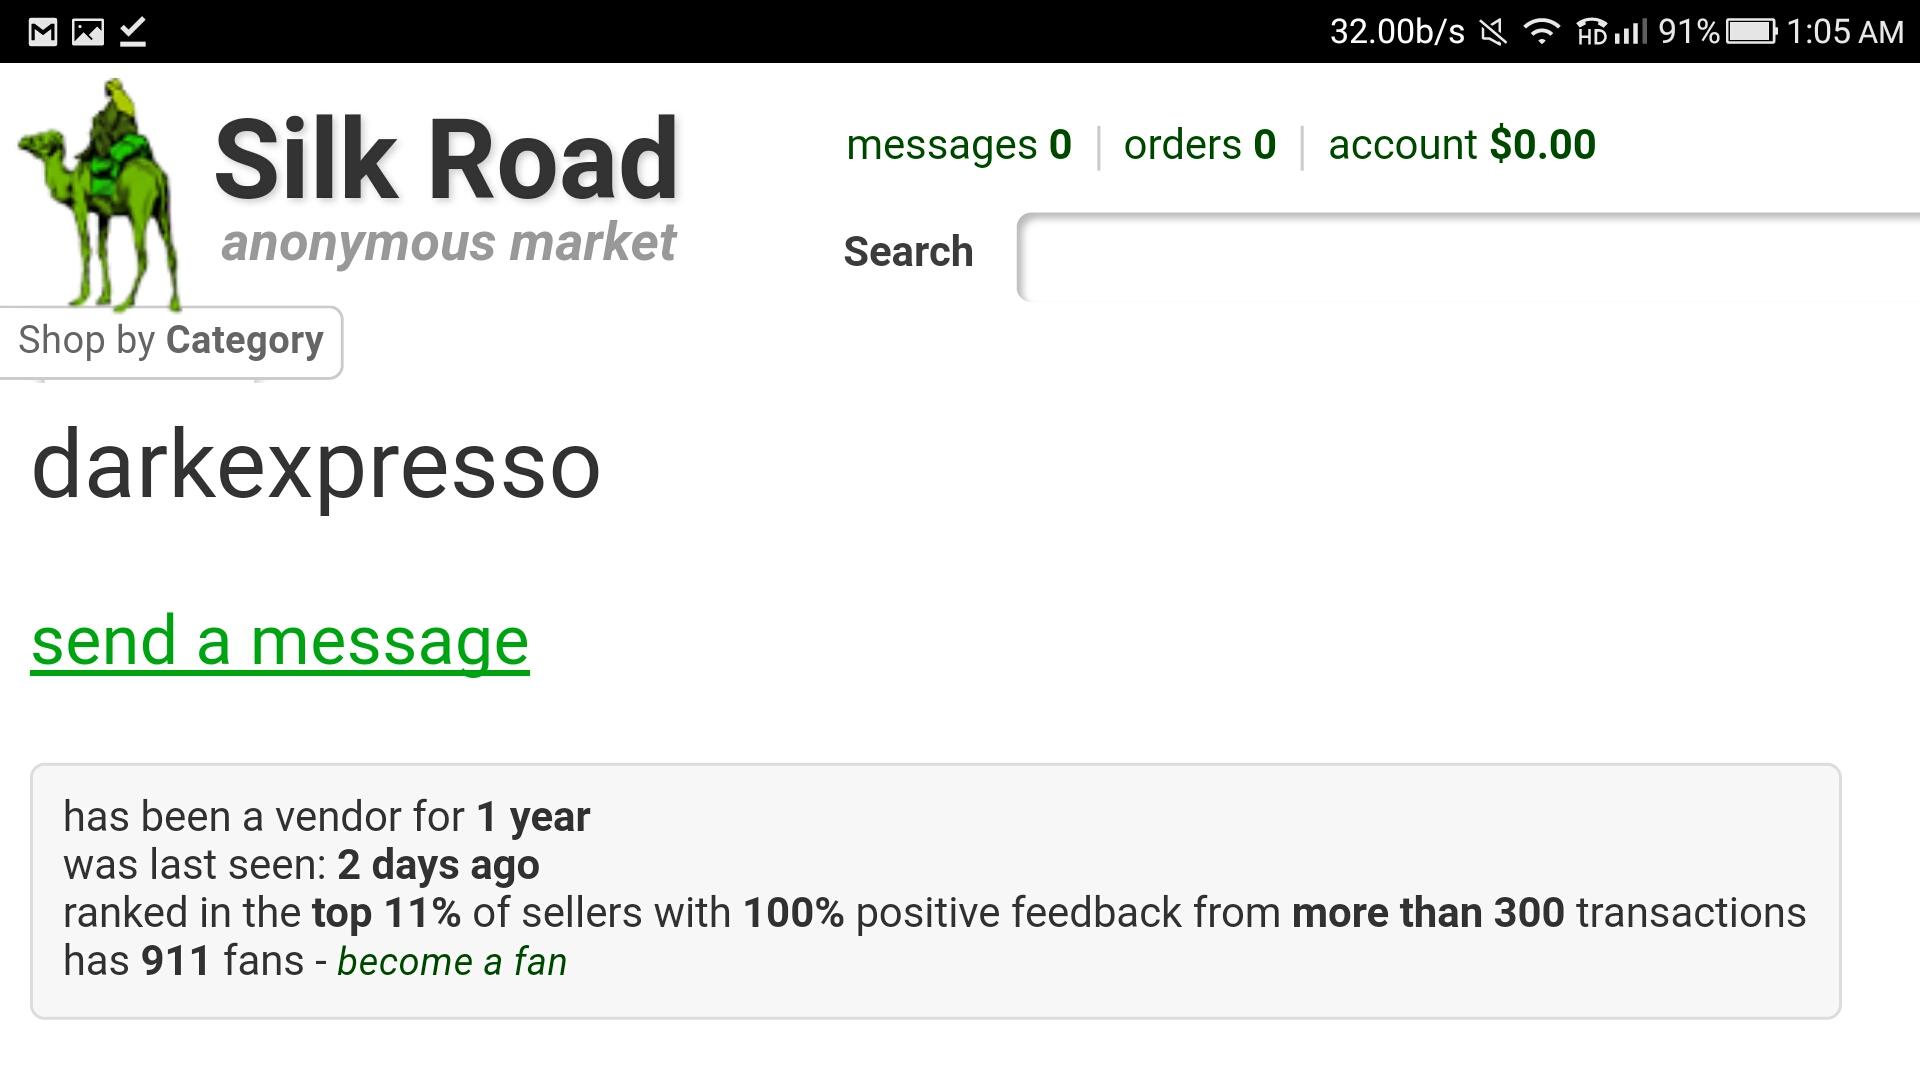 32.00b/s HD 91% 1:05 AM
Silk Road
anonymous market
messages 0 | orders 0 | account $0.00
Search
Shop by Category
darkexpresso
send a message
has been a vendor for 1 year
was last seen: 2 days ago
ranked in the top 11% of sellers with 100% positive feedback from more than 300 transactions
has 911 fans - become a fan